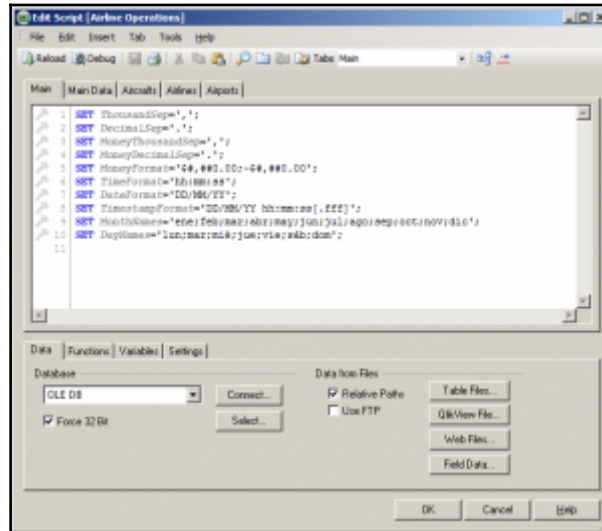 Edit Script [Airline Operations]
File Edit Insert Tab Tools Help
Reload Debug Tabs Main
Main Main Data Aircrafts Airlines Airports
1 SET ThousandSep=',';
2 SET DecimalSep='.';
3 SET MoneyThousandSep=',';
4 SET MoneyDecimalSep='.';
5 SET
6 SET TimeFormat='hh:mm:ss';
7 SET DateFormat='DD/MM/YY';
8 SET TimestampFormat='DD/MM/YY hh:mm:ss[.fff]';
9 SET MonthNames='ene;feb;mar;abr;may;jun;jul;ago;sep;oct;nov;dic';
10 SET DayNames='lun;mar;mié;jue;vie;sáb;dom';
11
Data Functions Variables Settings
Database Data from Files
OLE DB Connect... Relative Paths Table Files...
Force 32 Bit Select... Use FTP QlikView File...
Web Files...
Field Data...
OK Cancel Help